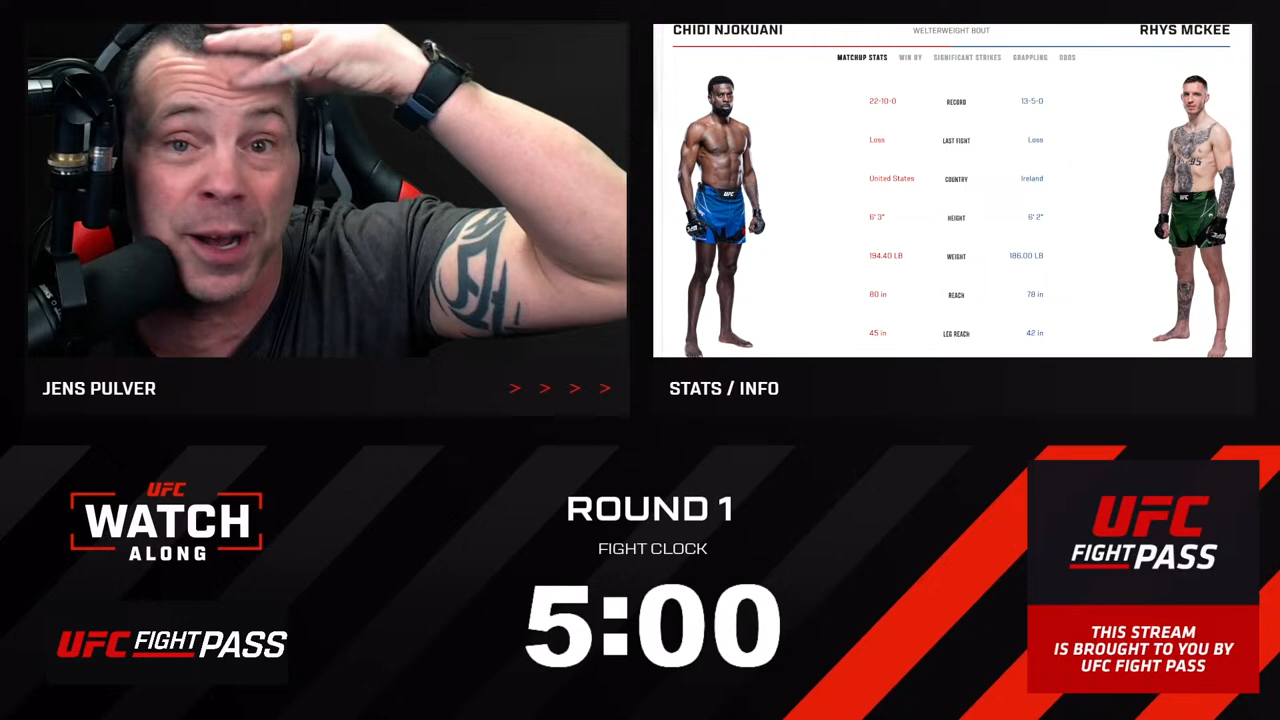 CHIDI NJOKUANI
WELTERWEIGHT BOUT
RHYS MCKEE
MATCHUP STATS WIN BY SIGNIFICANT STRIKES GRAPPLING ODDS
22-10-0 RECORD 13-5-0
Loss LAST FIGHT Loss
United States COUNTRY Ireland
6' 3" HEIGHT 6' 2"
194.40 LB WEIGHT 186.00 LB
80 in REACH 78 in
45 in LEG REACH 42 in
UFC
UFC
JENS PULVER > > > >
STATS / INFO
UFC
WATCH
ALONG
UFC FIGHT PASS
ROUND 1
FIGHT CLOCK
5:00
UFC
FIGHT PASS
THIS STREAM
IS BROUGHT TO YOU BY
UFC FIGHT PASS